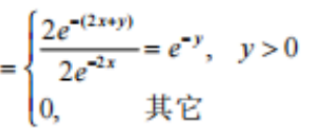 = { 2e^{-(2x+y)} / 2e^{-2x} = e^{-y}, y > 0
0, 其它